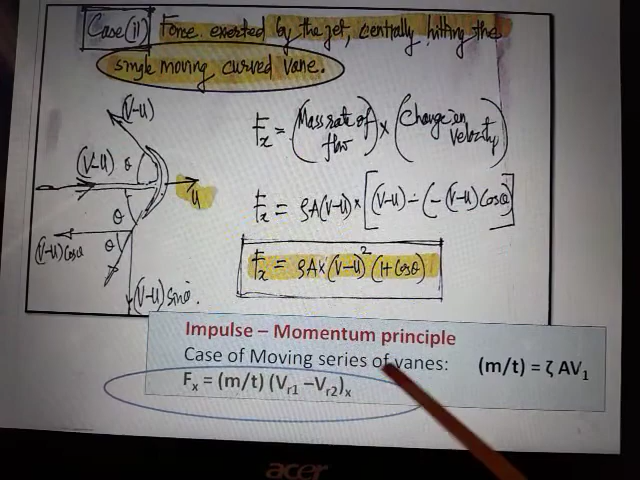 Case(ii) Force exerted by the jet, centrally hitting the
single moving curved vane.
(V-u)
(V-u) θ
u
θ
θ
(V-u)cosθ
(V-u) sinθ.
Fx = (Mass rate of flow) × (Change in velocity)
Fx = ρA(V-u) × [(V-u) - (-(V-u)Cosθ)]
Fx = ρA×(V-u)² (1+Cosθ)
Impulse – Momentum principle
Case of Moving series of vanes: (m/t) = ζ AV₁
Fₓ = (m/t) (Vr1 –Vr2)ₓ
acer